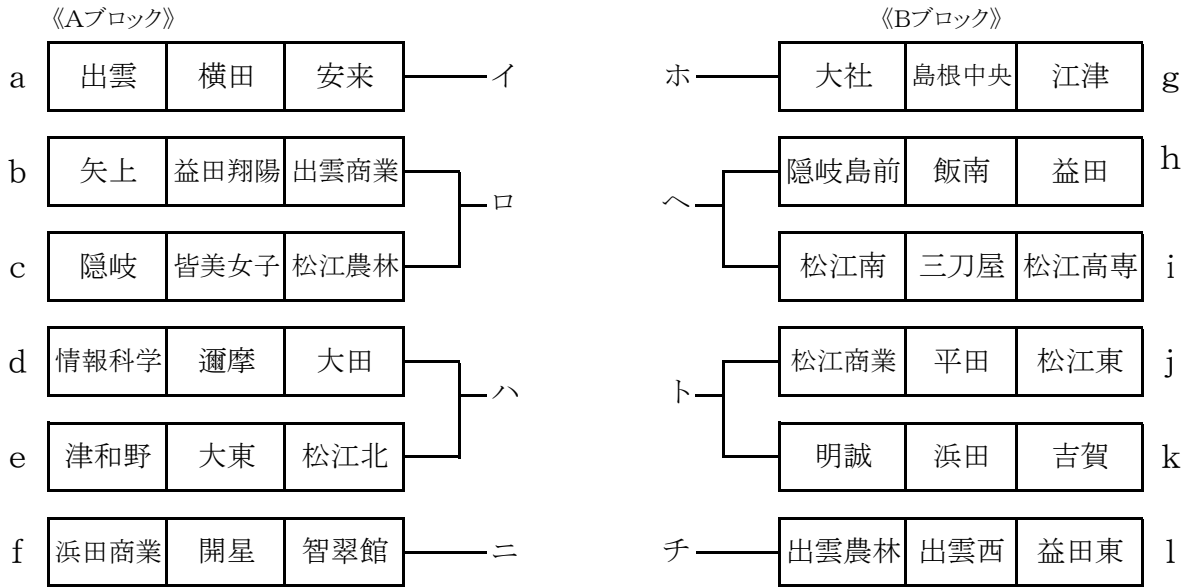 《Aブロック》 《Bブロック》
a 出雲 横田 安来 イ ホ 大社 島根中央 江津 g
b 矢上 益田翔陽 出雲商業 隠岐島前 飯南 益田 h
ロ ヘ
c 隠岐 皆美女子 松江農林 松江南 三刀屋 松江高専 i
d 情報科学 邇摩 大田 松江商業 平田 松江東 j
ハ ト
e 津和野 大東 松江北 明誠 浜田 吉賀 k
f 浜田商業 開星 智翠館 ニ チ 出雲農林 出雲西 益田東 l